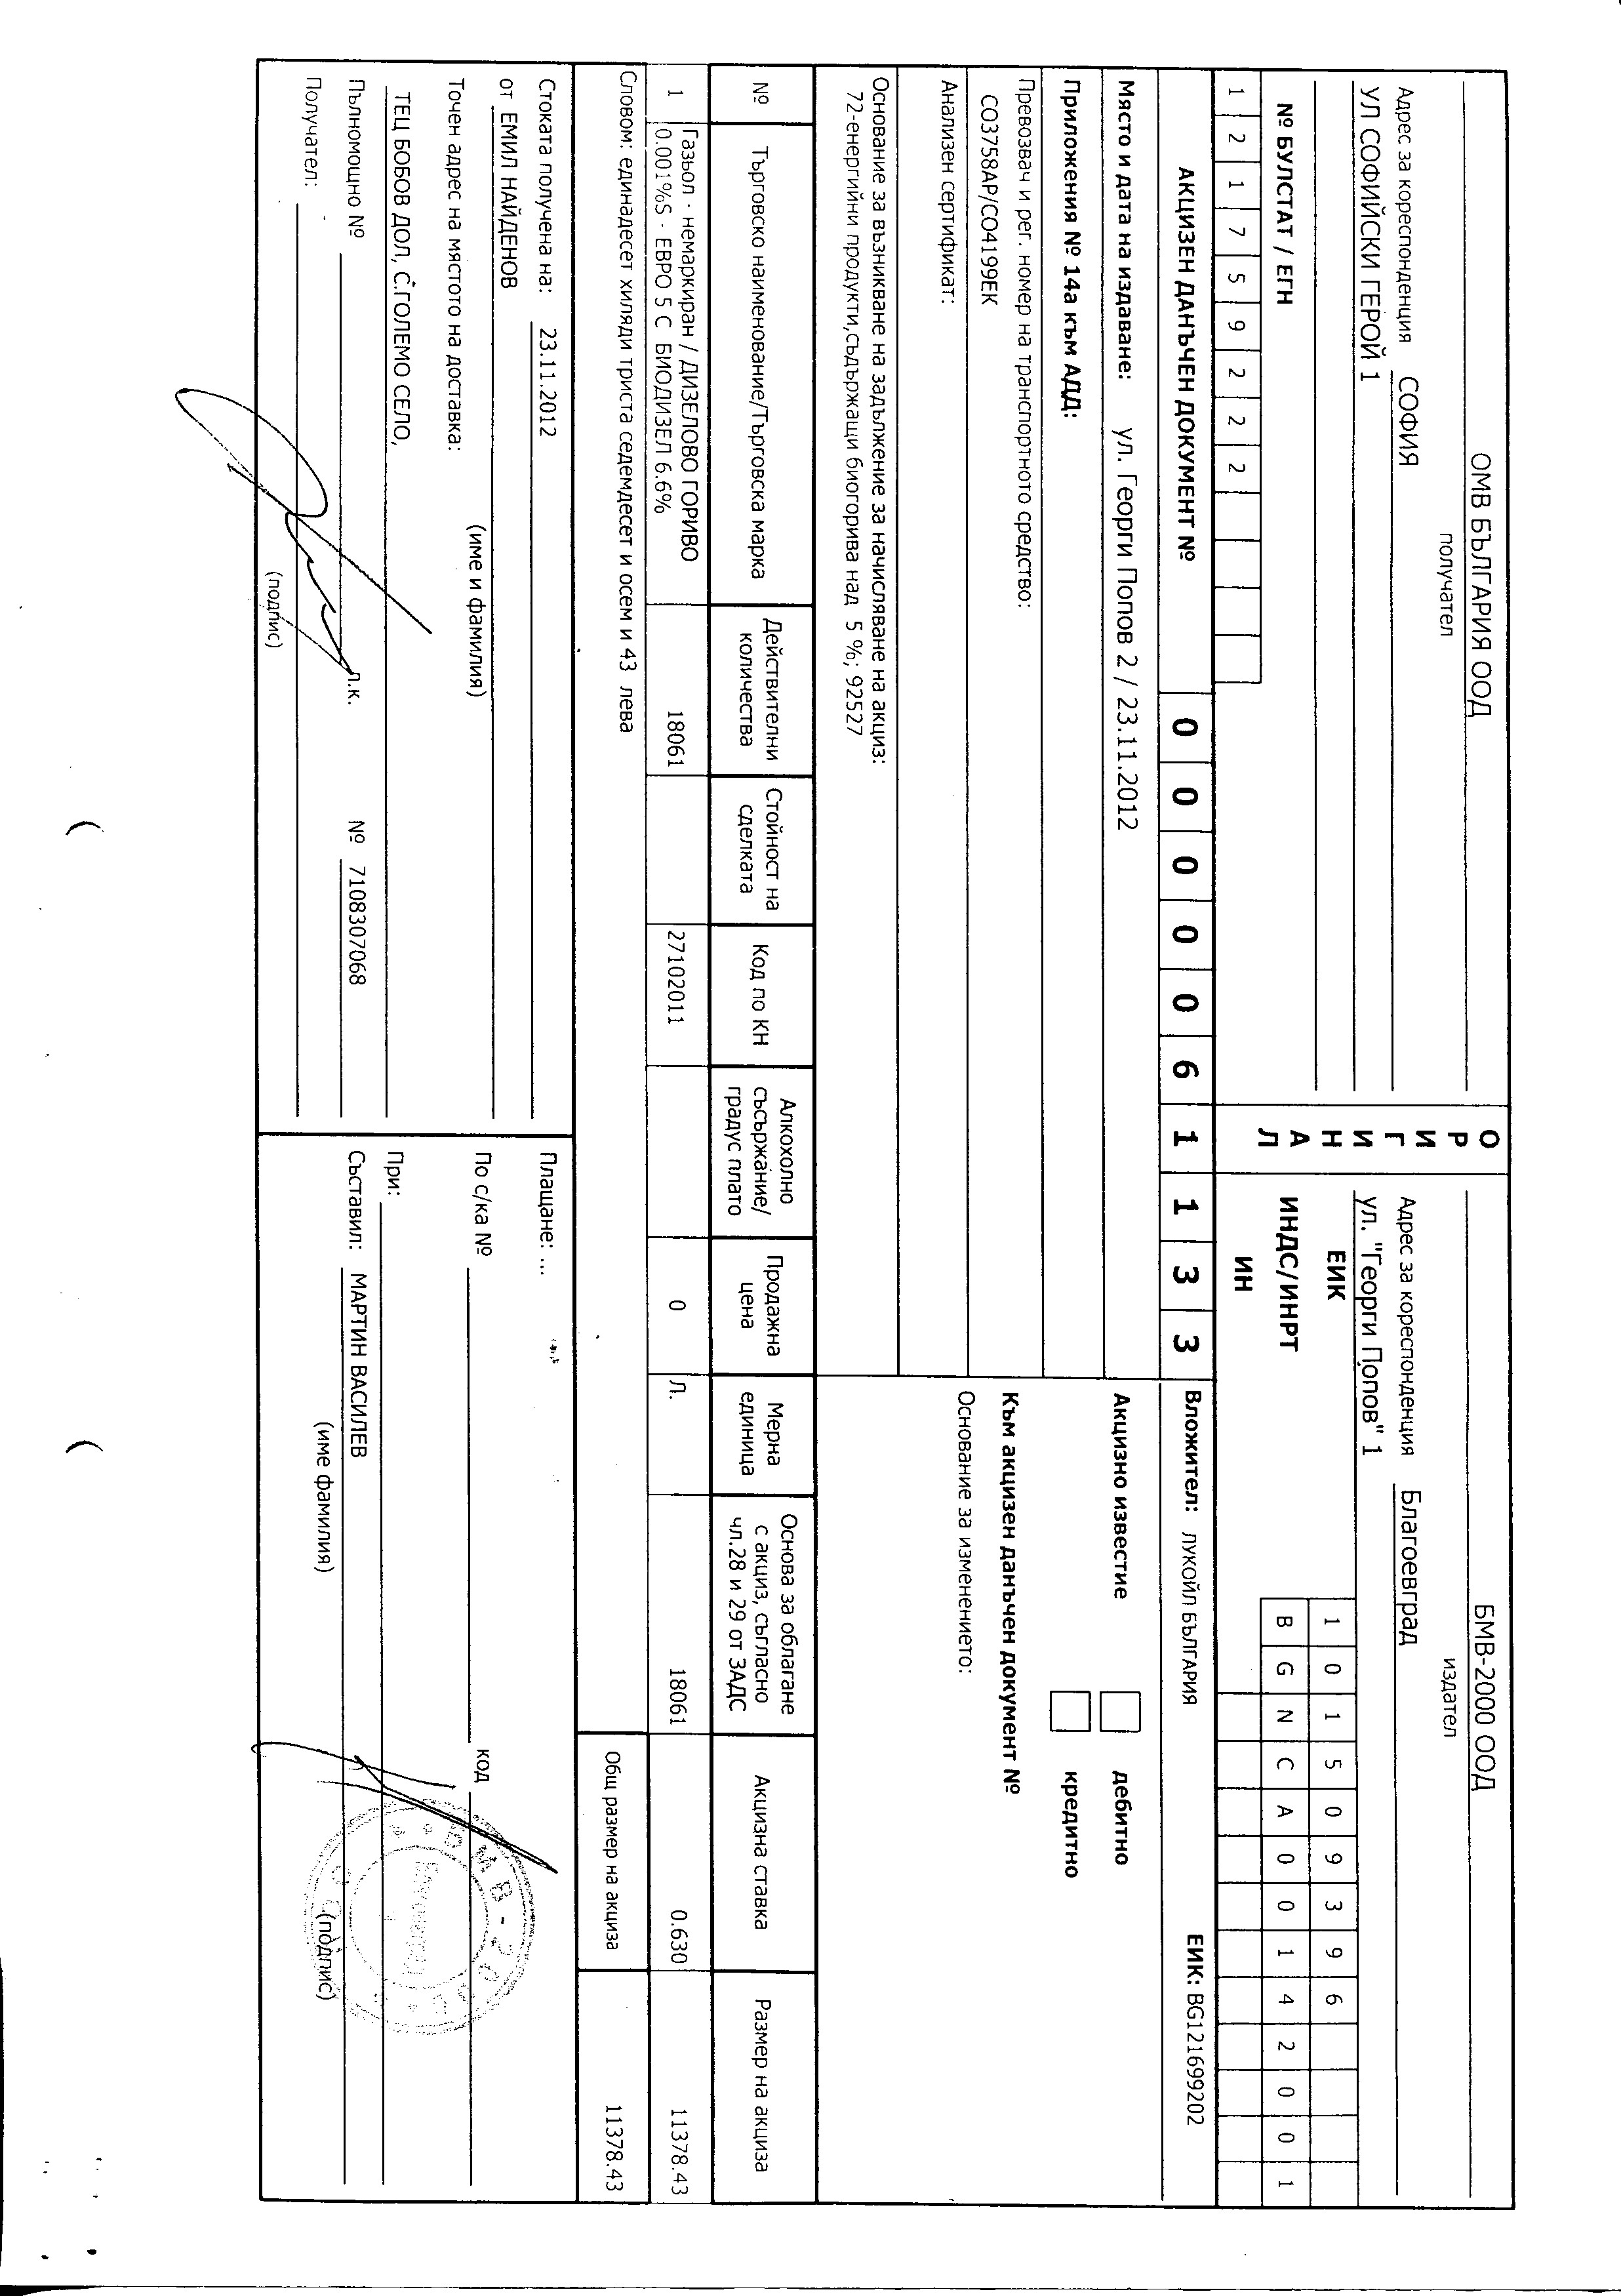 ОМВ БЪЛГАРИЯ ООД
получател
Адрес за кореспонденция СОФИЯ
УЛ СОФИЙСКИ ГЕРОЙ 1
№ БУЛСТАТ / ЕГН
1 2 1 7 5 9 2 2 2
ОРИГИНАЛ
БМВ-2000 ООД
издател
Адрес за кореспонденция Благоевград
ул. "Георги Попов" 1
ЕИК 1 0 1 5 0 9 3 9 6
ИНДС/ИНРТ B G N C A 0 0 1 4 2 0 0 1
ИН
АКЦИЗЕН ДАНЪЧЕН ДОКУМЕНТ № 0 0 0 0 0 6 1 1 3 3
Вложител: ЛУКОЙЛ БЪЛГАРИЯ ЕИК: BG121699202
Място и дата на издаване: ул. Георги Попов 2 / 23.11.2012
Приложения № 14а към АДД:
Превозвач и рег. номер на транспортното средство:
СО3758АР/СО4199ЕК
Анализен сертификат:
Основание за възникване на задължение за начисляване на акциз:
72-енергийни продукти,съдържащи биогорива над 5 %; 92527
Акцизно известие дебитно
кредитно
Към акцизен данъчен документ №
Основание за изменението:
№ Търговско наименование/Търговска марка Действителни количества Стойност на сделката Код по КН Алкохолно със­ържание/градус плато Продажна цена Мерна единица Основа за облагане с акциз, съгласно чл.28 и 29 от ЗАДС Акцизна ставка Размер на акциза
1 Газьол - немаркиран / ДИЗЕЛОВО ГОРИВО 0.001%S - ЕВРО 5 С БИОДИЗЕЛ 6.6% 18061 27102011 0 Л. 18061 0.630 11378.43
Словом: единадесет хиляди триста седемдесет и осем и 43 лева
Общ размер на акциза 11378.43
Стоката получена на: 23.11.2012
от ЕМИЛ НАЙДЕНОВ
(име и фамилия)
Точен адрес на мястото на доставка:
ТЕЦ БОБОВ ДОЛ, С.ГОЛЕМО СЕЛО,
Пълномощно № л.к. № 7108307068
Получател:
(подпис)
Плащане: ...
По с/ка № код
При:
Съставил: МАРТИН ВАСИЛЕВ
(име фамилия) (подпис)